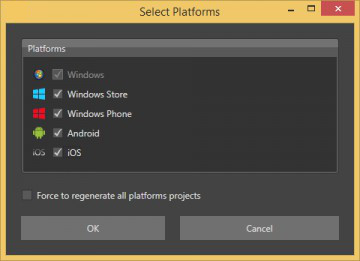 Select Platforms
Platforms
Windows
Windows Store
Windows Phone
Android
iOS iOS
Force to regenerate all platforms projects
OK Cancel